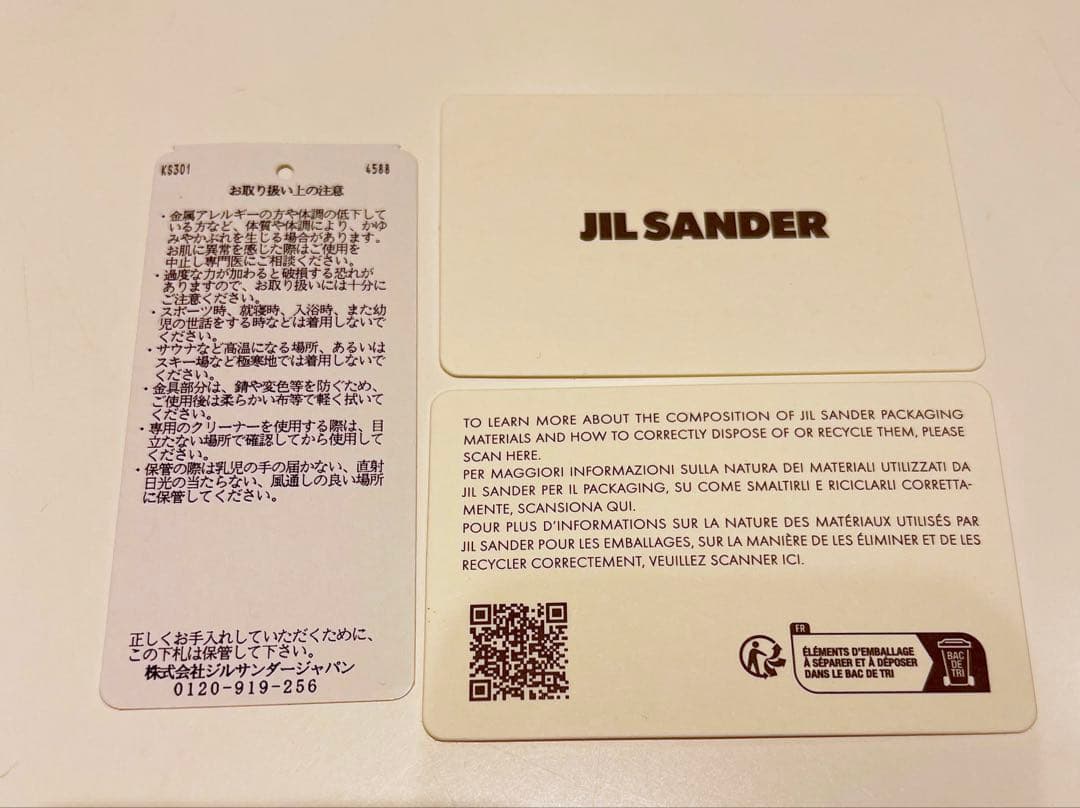 KS301 4588
お取り扱い上の注意
・金属アレルギーの方や体調の低下して
いる方など、体質や体調により、かゆ
みやかぶれを生じる場合があります。
お肌に異常を感じた際はご使用を
中止し専門医にご相談ください。
・過度な力が加わると破損する恐れが
ありますので、お取り扱いには十分に
ご注意ください。
・スポーツ時、就寝時、入浴時、また幼
児の世話をする時などは着用しないで
ください。
・サウナなど高温になる場所、あるいは
スキー場など極寒地では着用しないで
ください。
・金具部分は、錆や変色等を防ぐため、
ご使用後は柔らかい布等で軽く拭いて
ください。
・専用のクリーナーを使用する際は、目
立たない場所で確認してから使用して
ください。
・保管の際は乳児の手の届かない、直射
日光の当たらない、風通しの良い場所
に保管してください。
正しくお手入れしていただくために、
この下札は保管して下さい。
株式会社ジルサンダージャパン
0120-919-256
JIL SANDER
TO LEARN MORE ABOUT THE COMPOSITION OF JIL SANDER PACKAGING
MATERIALS AND HOW TO CORRECTLY DISPOSE OF OR RECYCLE THEM, PLEASE
SCAN HERE.
PER MAGGIORI INFORMAZIONI SULLA NATURA DEI MATERIALI UTILIZZATI DA
JIL SANDER PER IL PACKAGING, SU COME SMALTIRLI E RICICLARLI CORRETTA-
MENTE, SCANSIONA QUI.
POUR PLUS D'INFORMATIONS SUR LA NATURE DES MATÉRIAUX UTILISÉS PAR
JIL SANDER POUR LES EMBALLAGES, SUR LA MANIÈRE DE LES ÉLIMINER ET DE LES
RECYCLER CORRECTEMENT, VEUILLEZ SCANNER ICI.
FR
ÉLÉMENTS D'EMBALLAGE
À SÉPARER ET À DÉPOSER
DANS LE BAC DE TRI
BAC
DE
TRI